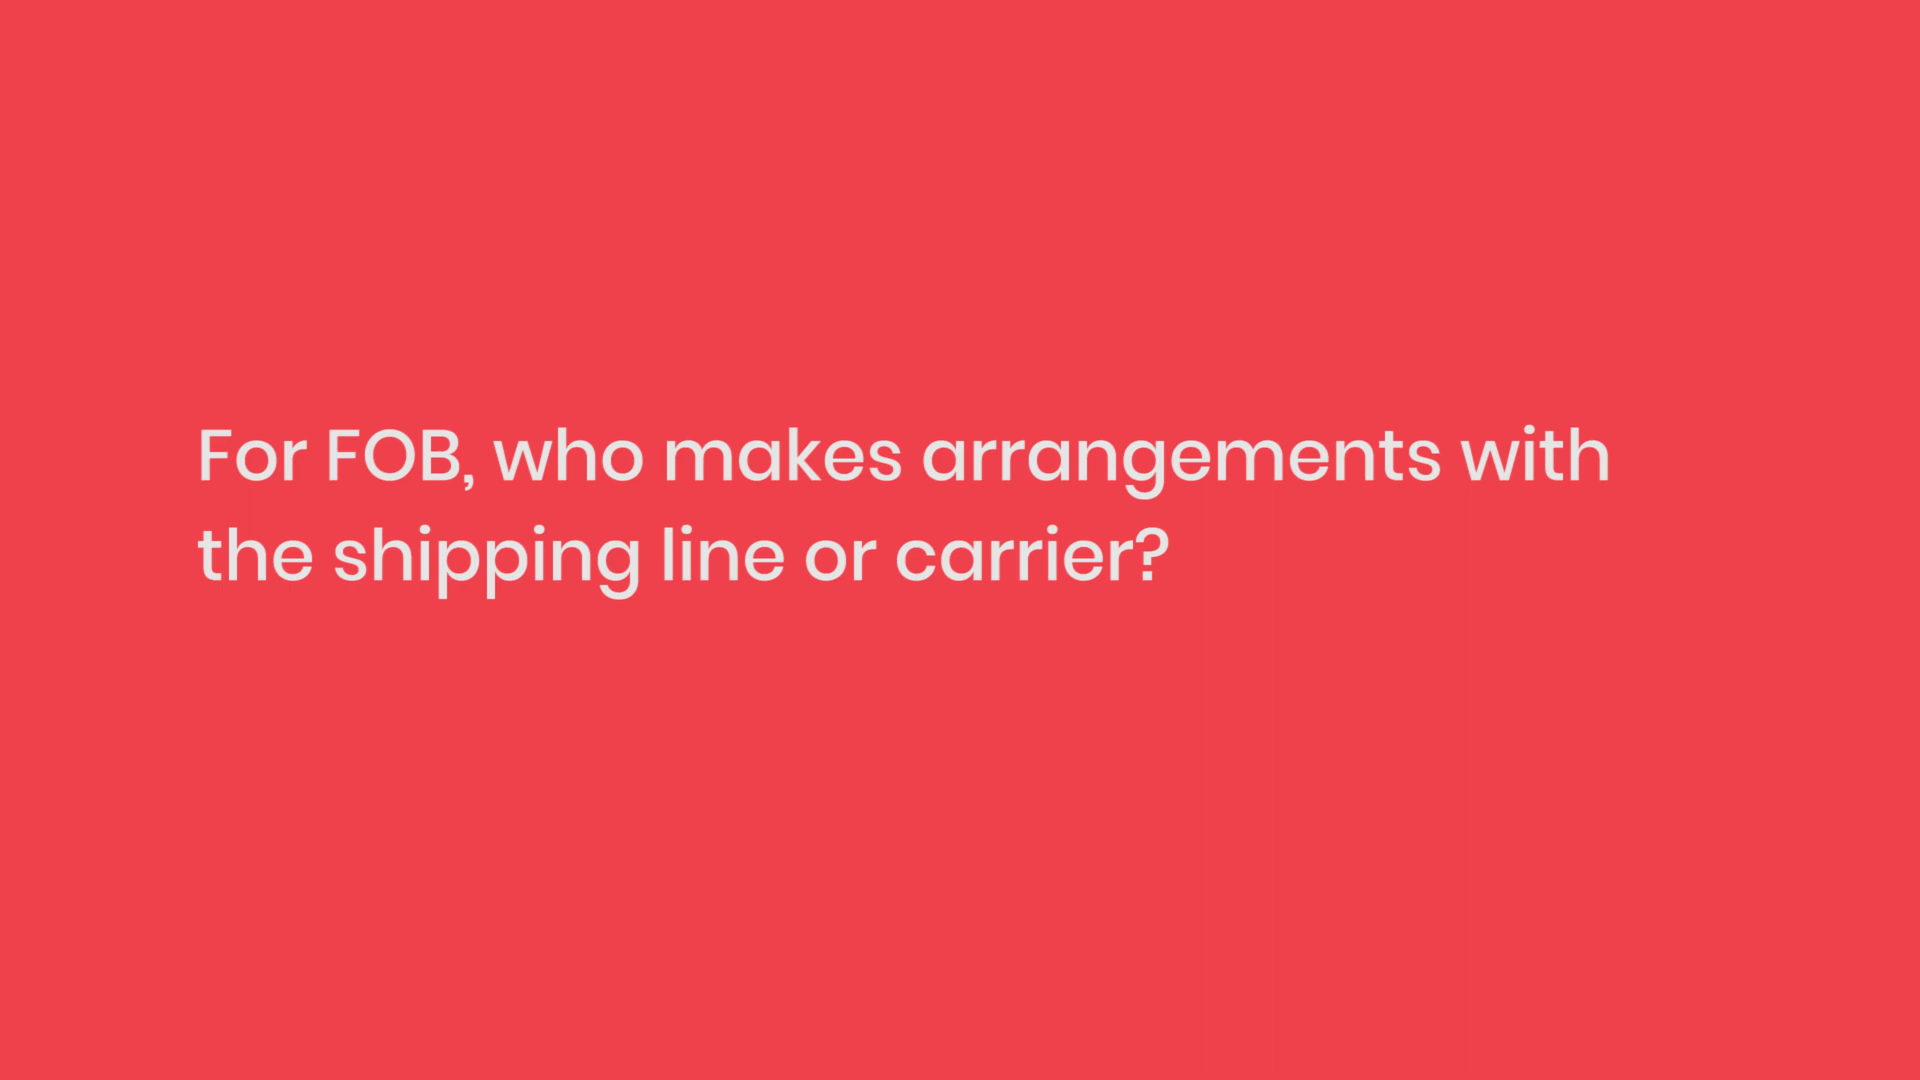 For FOB, who makes arrangements with
the shipping line or carrier?